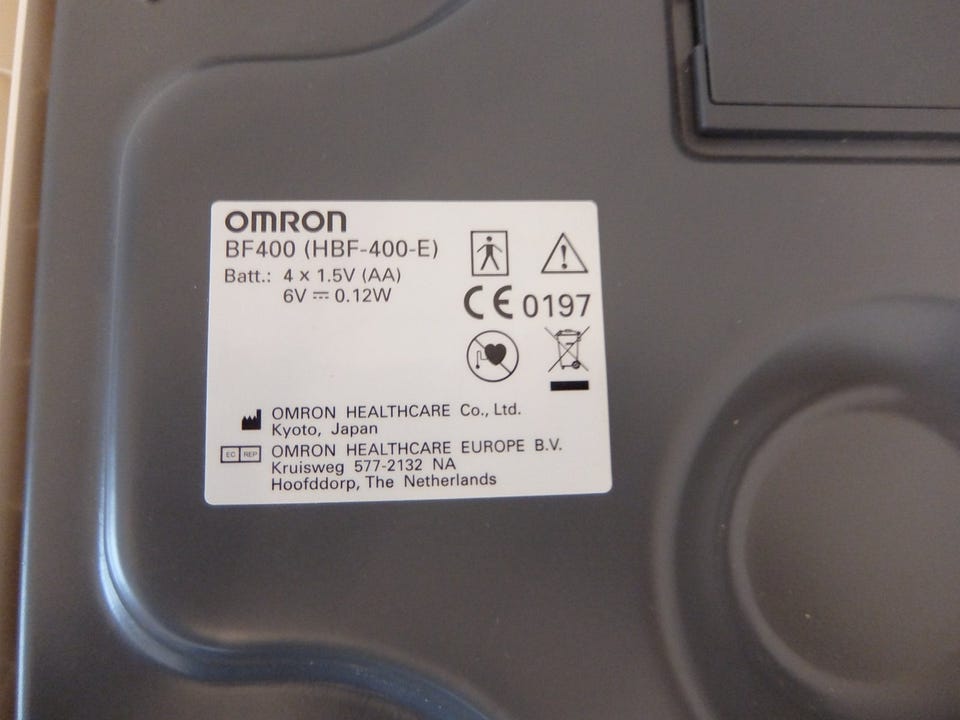 OMRON
BF400 (HBF-400-E)
Batt.: 4 x 1.5V (AA)
6V ⎓ 0.12W
CE 0197
OMRON HEALTHCARE Co., Ltd.
Kyoto, Japan
EC REP
OMRON HEALTHCARE EUROPE B.V.
Kruisweg 577-2132 NA
Hoofddorp, The Netherlands